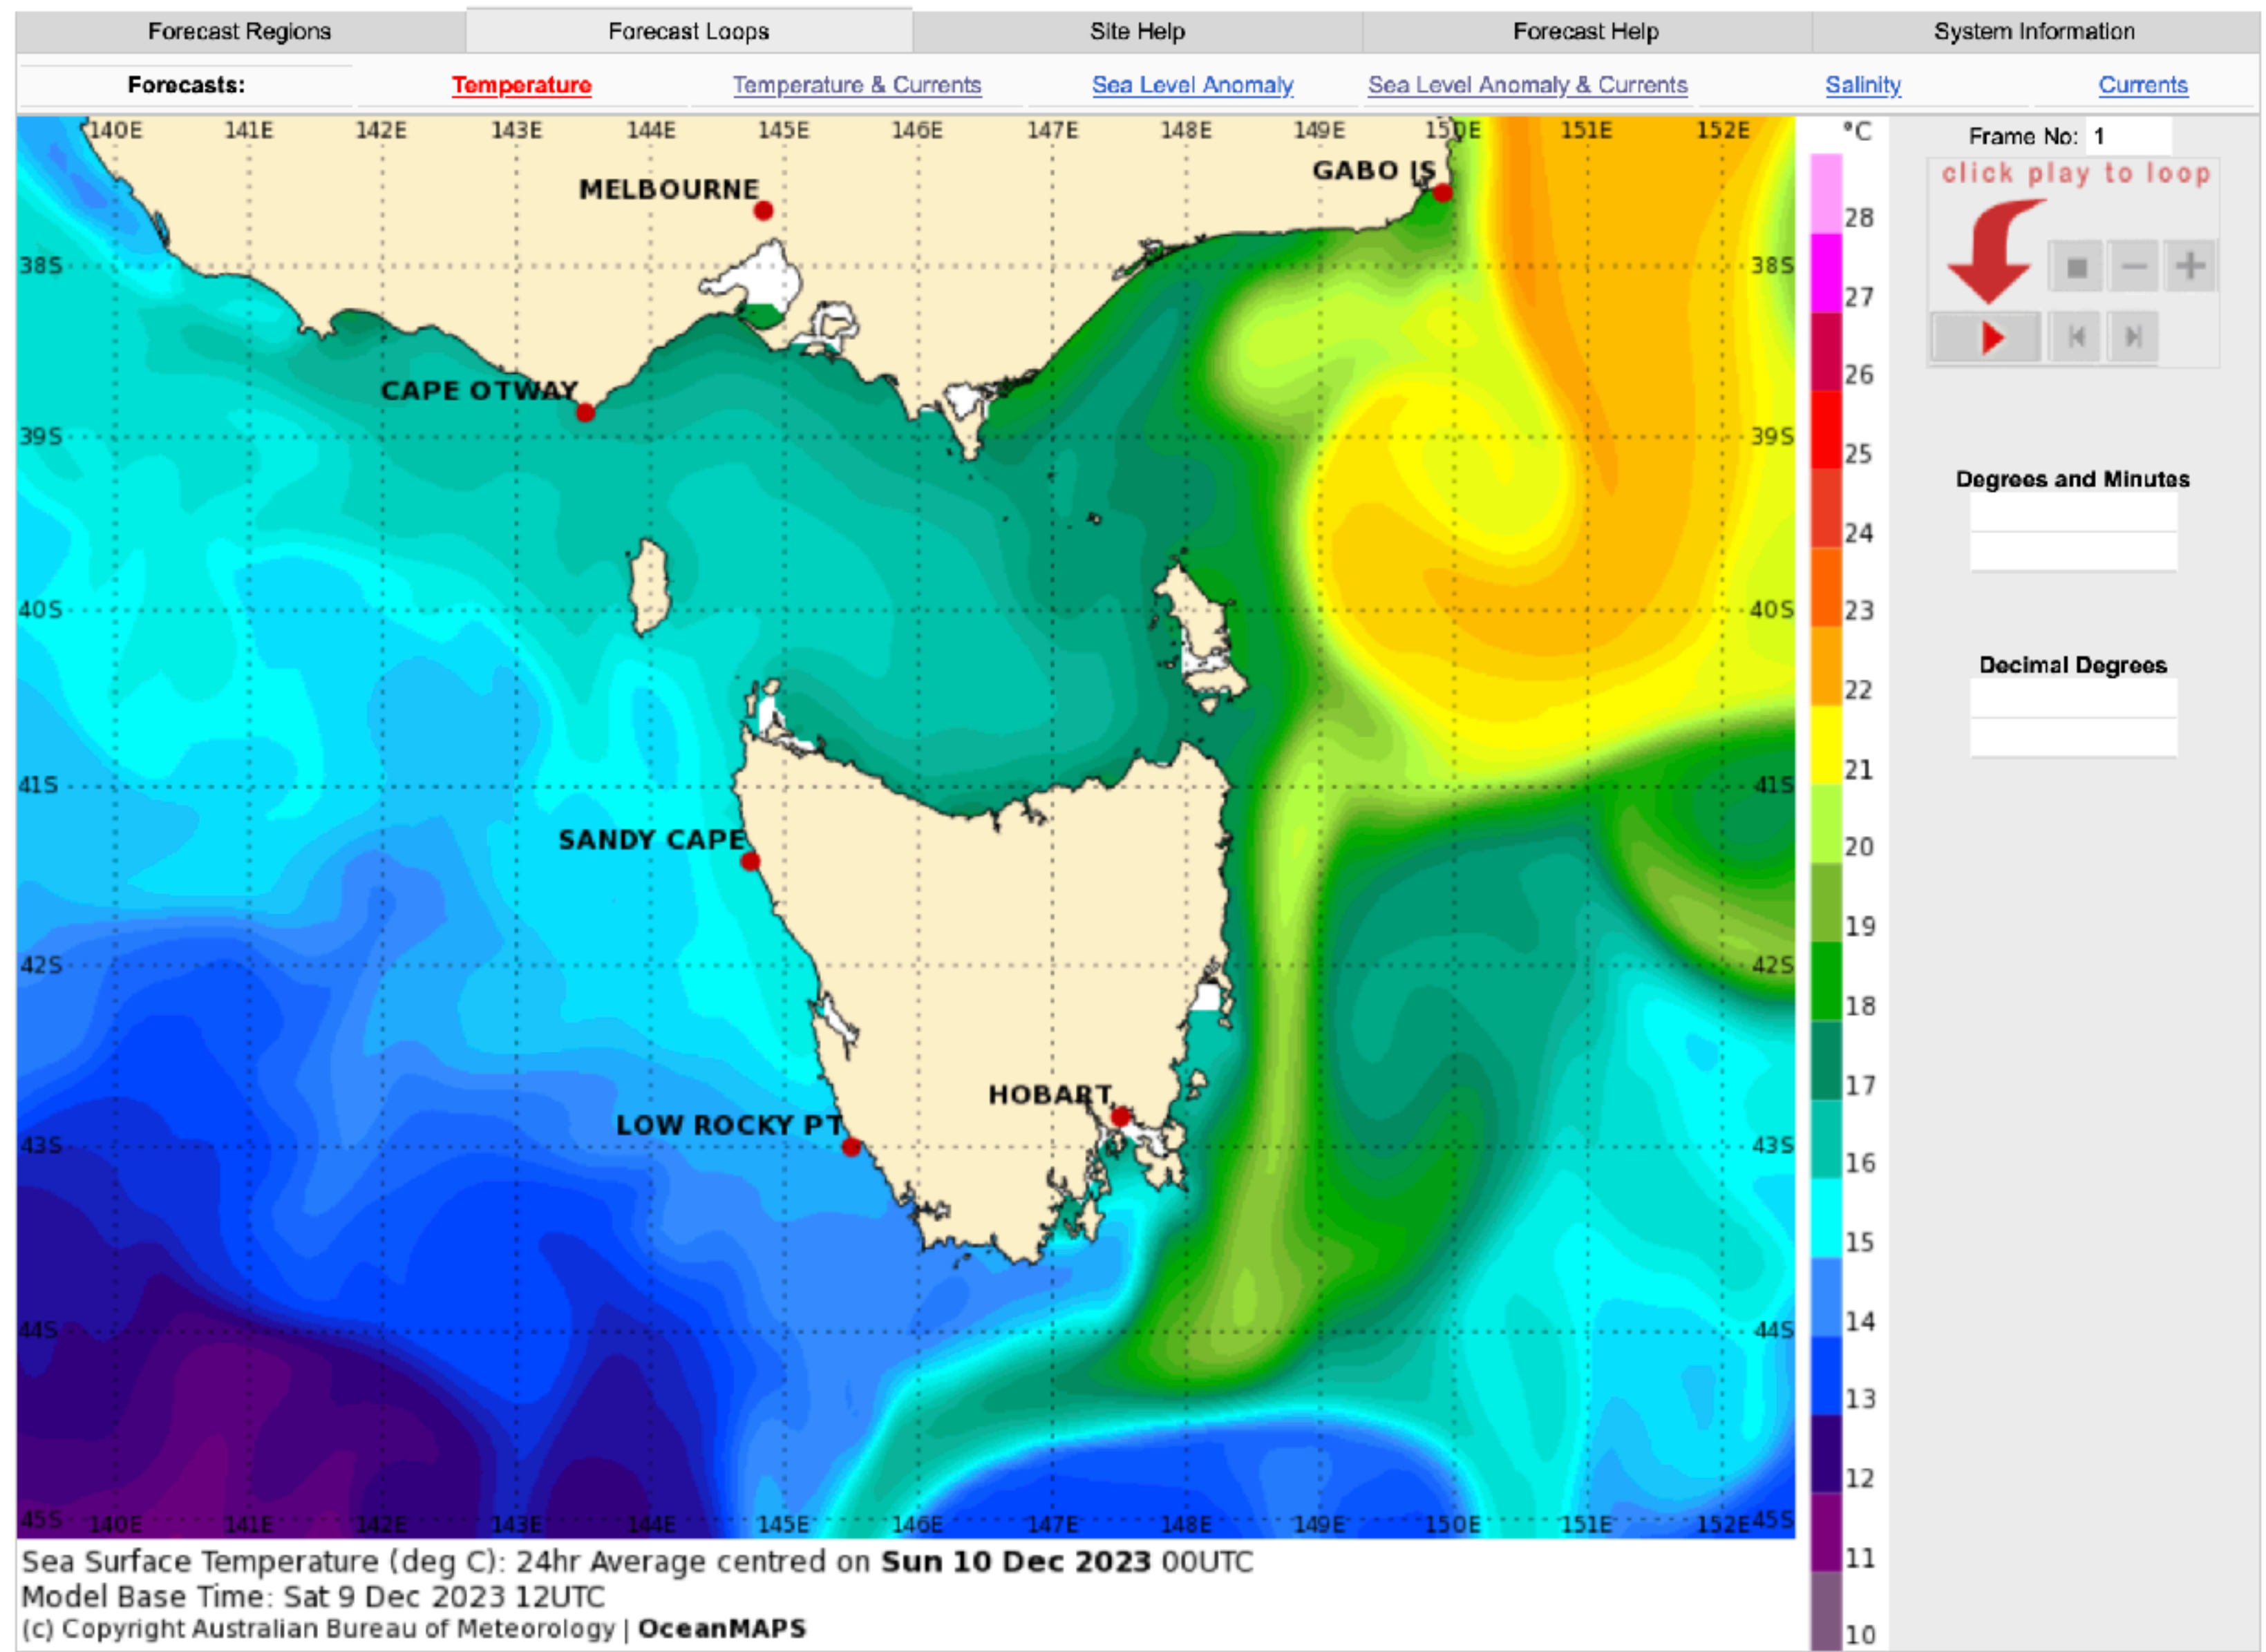 Forecast Regions Forecast Loops Site Help Forecast Help System Information
Forecasts: Temperature Temperature & Currents Sea Level Anomaly Sea Level Anomaly & Currents Salinity Currents
140E 141E 142E 143E 144E 145E 146E 147E 148E 149E 150E 151E 152E °C Frame No: 1
click play to loop
GABO IS
MELBOURNE
28
38S 38S
27
26
CAPE OTWAY
39S 39S
25
Degrees and Minutes
24
40S 40S
23
Decimal Degrees
22
41S 41S
21
SANDY CAPE
20
19
42S 42S
18
17
HOBART
LOW ROCKY PT
43S 43S
16
15
44S 44S
14
13
12
45S 140E 141E 142E 143E 144E 145E 146E 147E 148E 149E 150E 151E 152E 45S
Sea Surface Temperature (deg C): 24hr Average centred on Sun 10 Dec 2023 00UTC
11
Model Base Time: Sat 9 Dec 2023 12UTC
(c) Copyright Australian Bureau of Meteorology | OceanMAPS
10